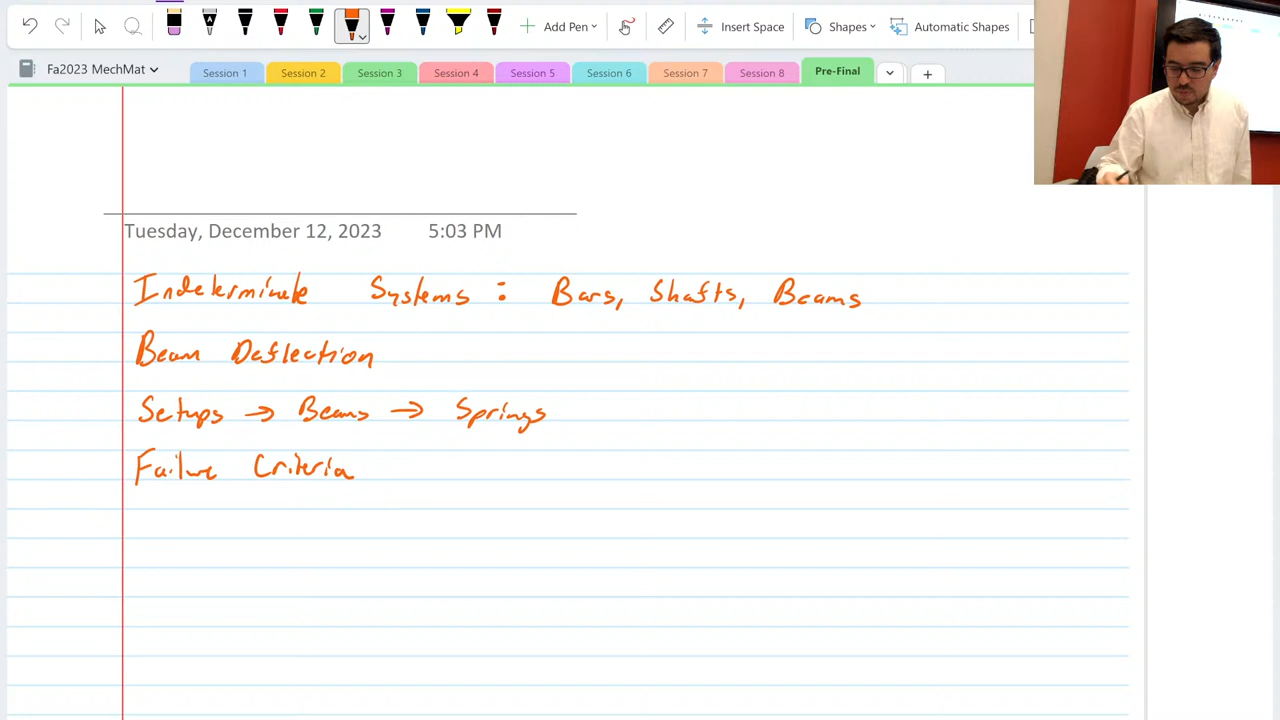 Add Pen
Insert Space
Shapes
Automatic Shapes
Fa2023 MechMat
Session 1
Session 2
Session 3
Session 4
Session 5
Session 6
Session 7
Session 8
Pre-Final
Tuesday, December 12, 2023 5:03 PM
Indeterminate Systems : Bars, Shafts, Beams
Beam Deflection
Setups → Beams → Springs
Failure Criteria